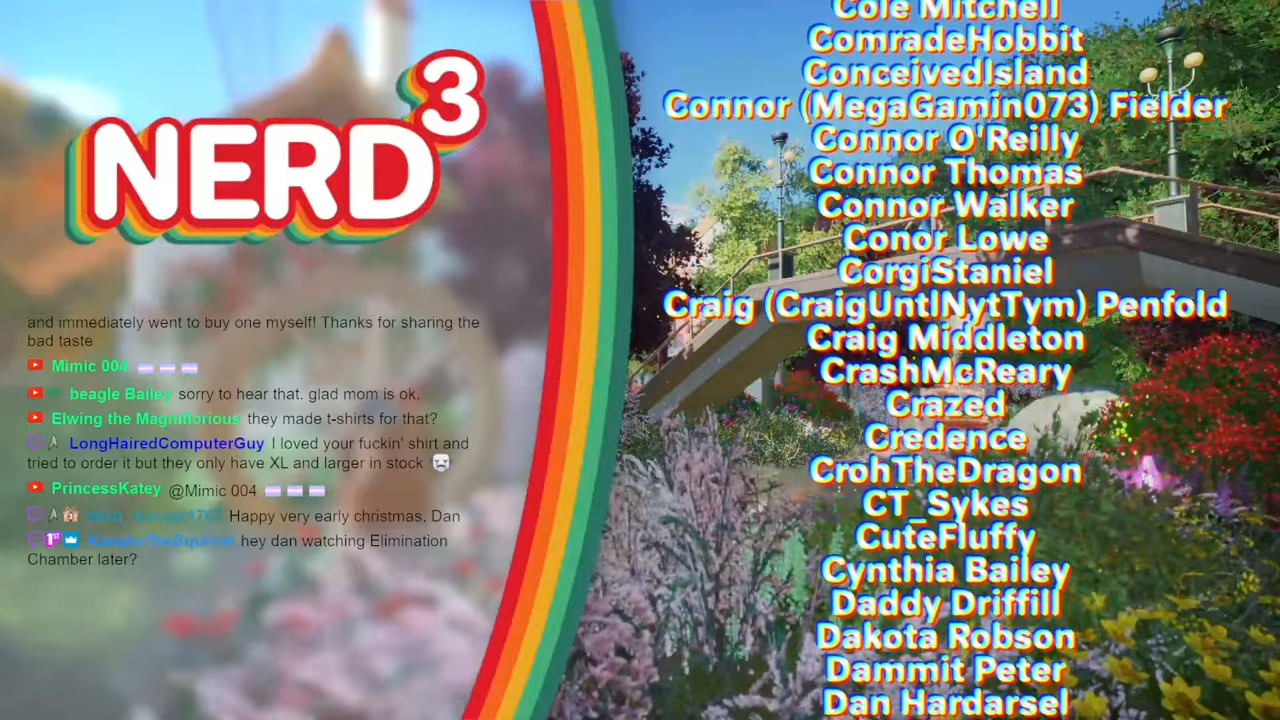 NERD³
and immediately went to buy one myself! Thanks for sharing the
bad taste
Mimic 004
beagle Bailey sorry to hear that. glad mom is ok.
Elwing the Magniflorious they made t-shirts for that?
LongHairedComputerGuy I loved your fuckin' shirt and
tried to order it but they only have XL and larger in stock
PrincessKatey @Mimic 004
Happy very early christmas, Dan
1ST KanekoTheSquirrel hey dan watching Elimination
Chamber later?
Cole Mitchell
ComradeHobbit
ConceivedIsland
Connor (MegaGamin073) Fielder
Connor O'Reilly
Connor Thomas
Connor Walker
Conor Lowe
CorgiStaniel
Craig (CraigUntlNytTym) Penfold
Craig Middleton
CrashMcReary
Crazed
Credence
CrohTheDragon
CT_Sykes
CuteFluffy
Cynthia Bailey
Daddy Driffill
Dakota Robson
Dammit Peter
Dan Hardarsel